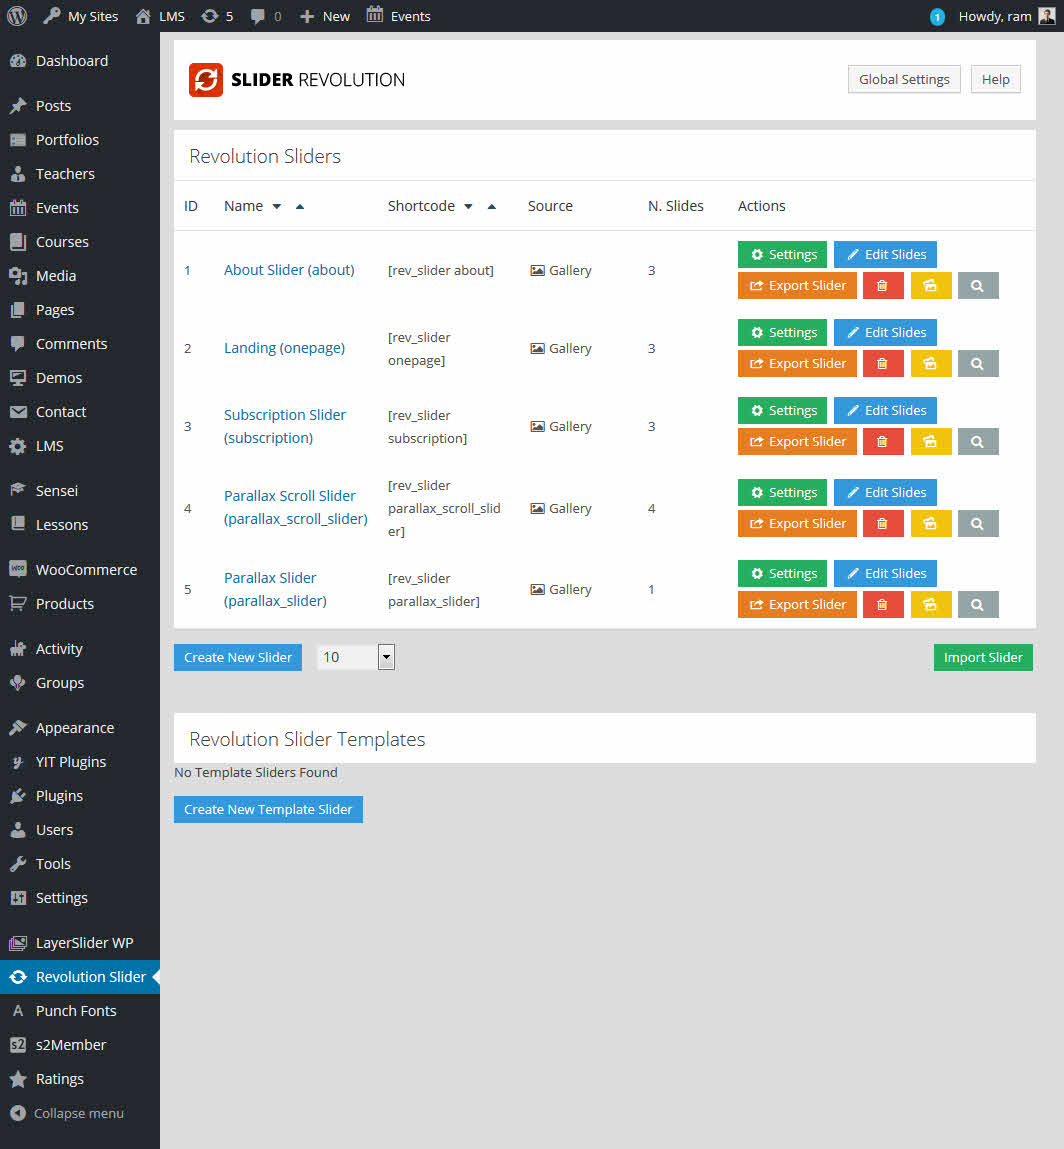 My Sites LMS 5 0 New Events 1 Howdy, ram
Dashboard
Posts
Portfolios
Teachers
Events
Courses
Media
Pages
Comments
Demos
Contact
LMS
Sensei
Lessons
WooCommerce
Products
Activity
Groups
Appearance
YIT Plugins
Plugins
Users
Tools
Settings
LayerSlider WP
Revolution Slider
A Punch Fonts
s2 s2Member
Ratings
Collapse menu
SLIDER REVOLUTION
Global Settings Help
Revolution Sliders
ID Name Shortcode Source N. Slides Actions
1 About Slider (about) [rev_slider about] Gallery 3
Settings Edit Slides
Export Slider
2 Landing (onepage) [rev_slider
onepage] Gallery 3
Settings Edit Slides
Export Slider
3 Subscription Slider
(subscription) [rev_slider
subscription] Gallery 3
Settings Edit Slides
Export Slider
4 Parallax Scroll Slider
(parallax_scroll_slider) [rev_slider
parallax_scroll_slid
er] Gallery 4
Settings Edit Slides
Export Slider
5 Parallax Slider
(parallax_slider) [rev_slider
parallax_slider] Gallery 1
Settings Edit Slides
Export Slider
Create New Slider 10 Import Slider
Revolution Slider Templates
No Template Sliders Found
Create New Template Slider